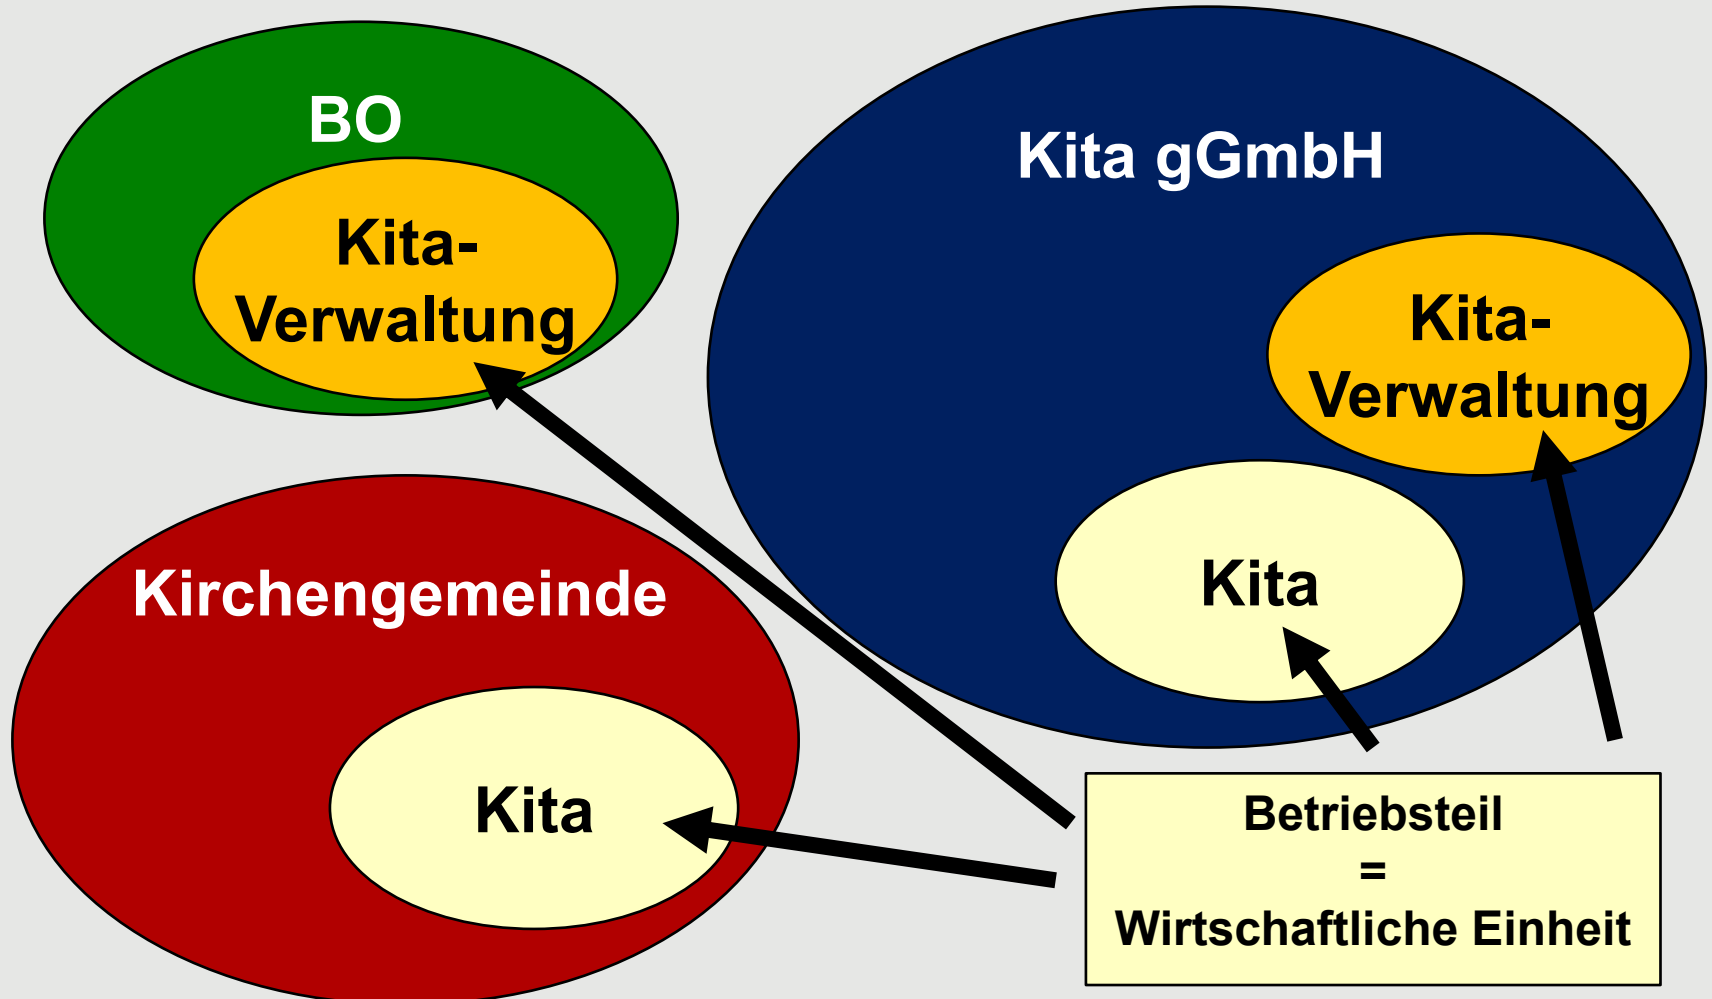 BO
Kita-
Verwaltung
Kita gGmbH
Kita-
Verwaltung
Kita
Kirchengemeinde
Kita
Betriebsteil
=
Wirtschaftliche Einheit